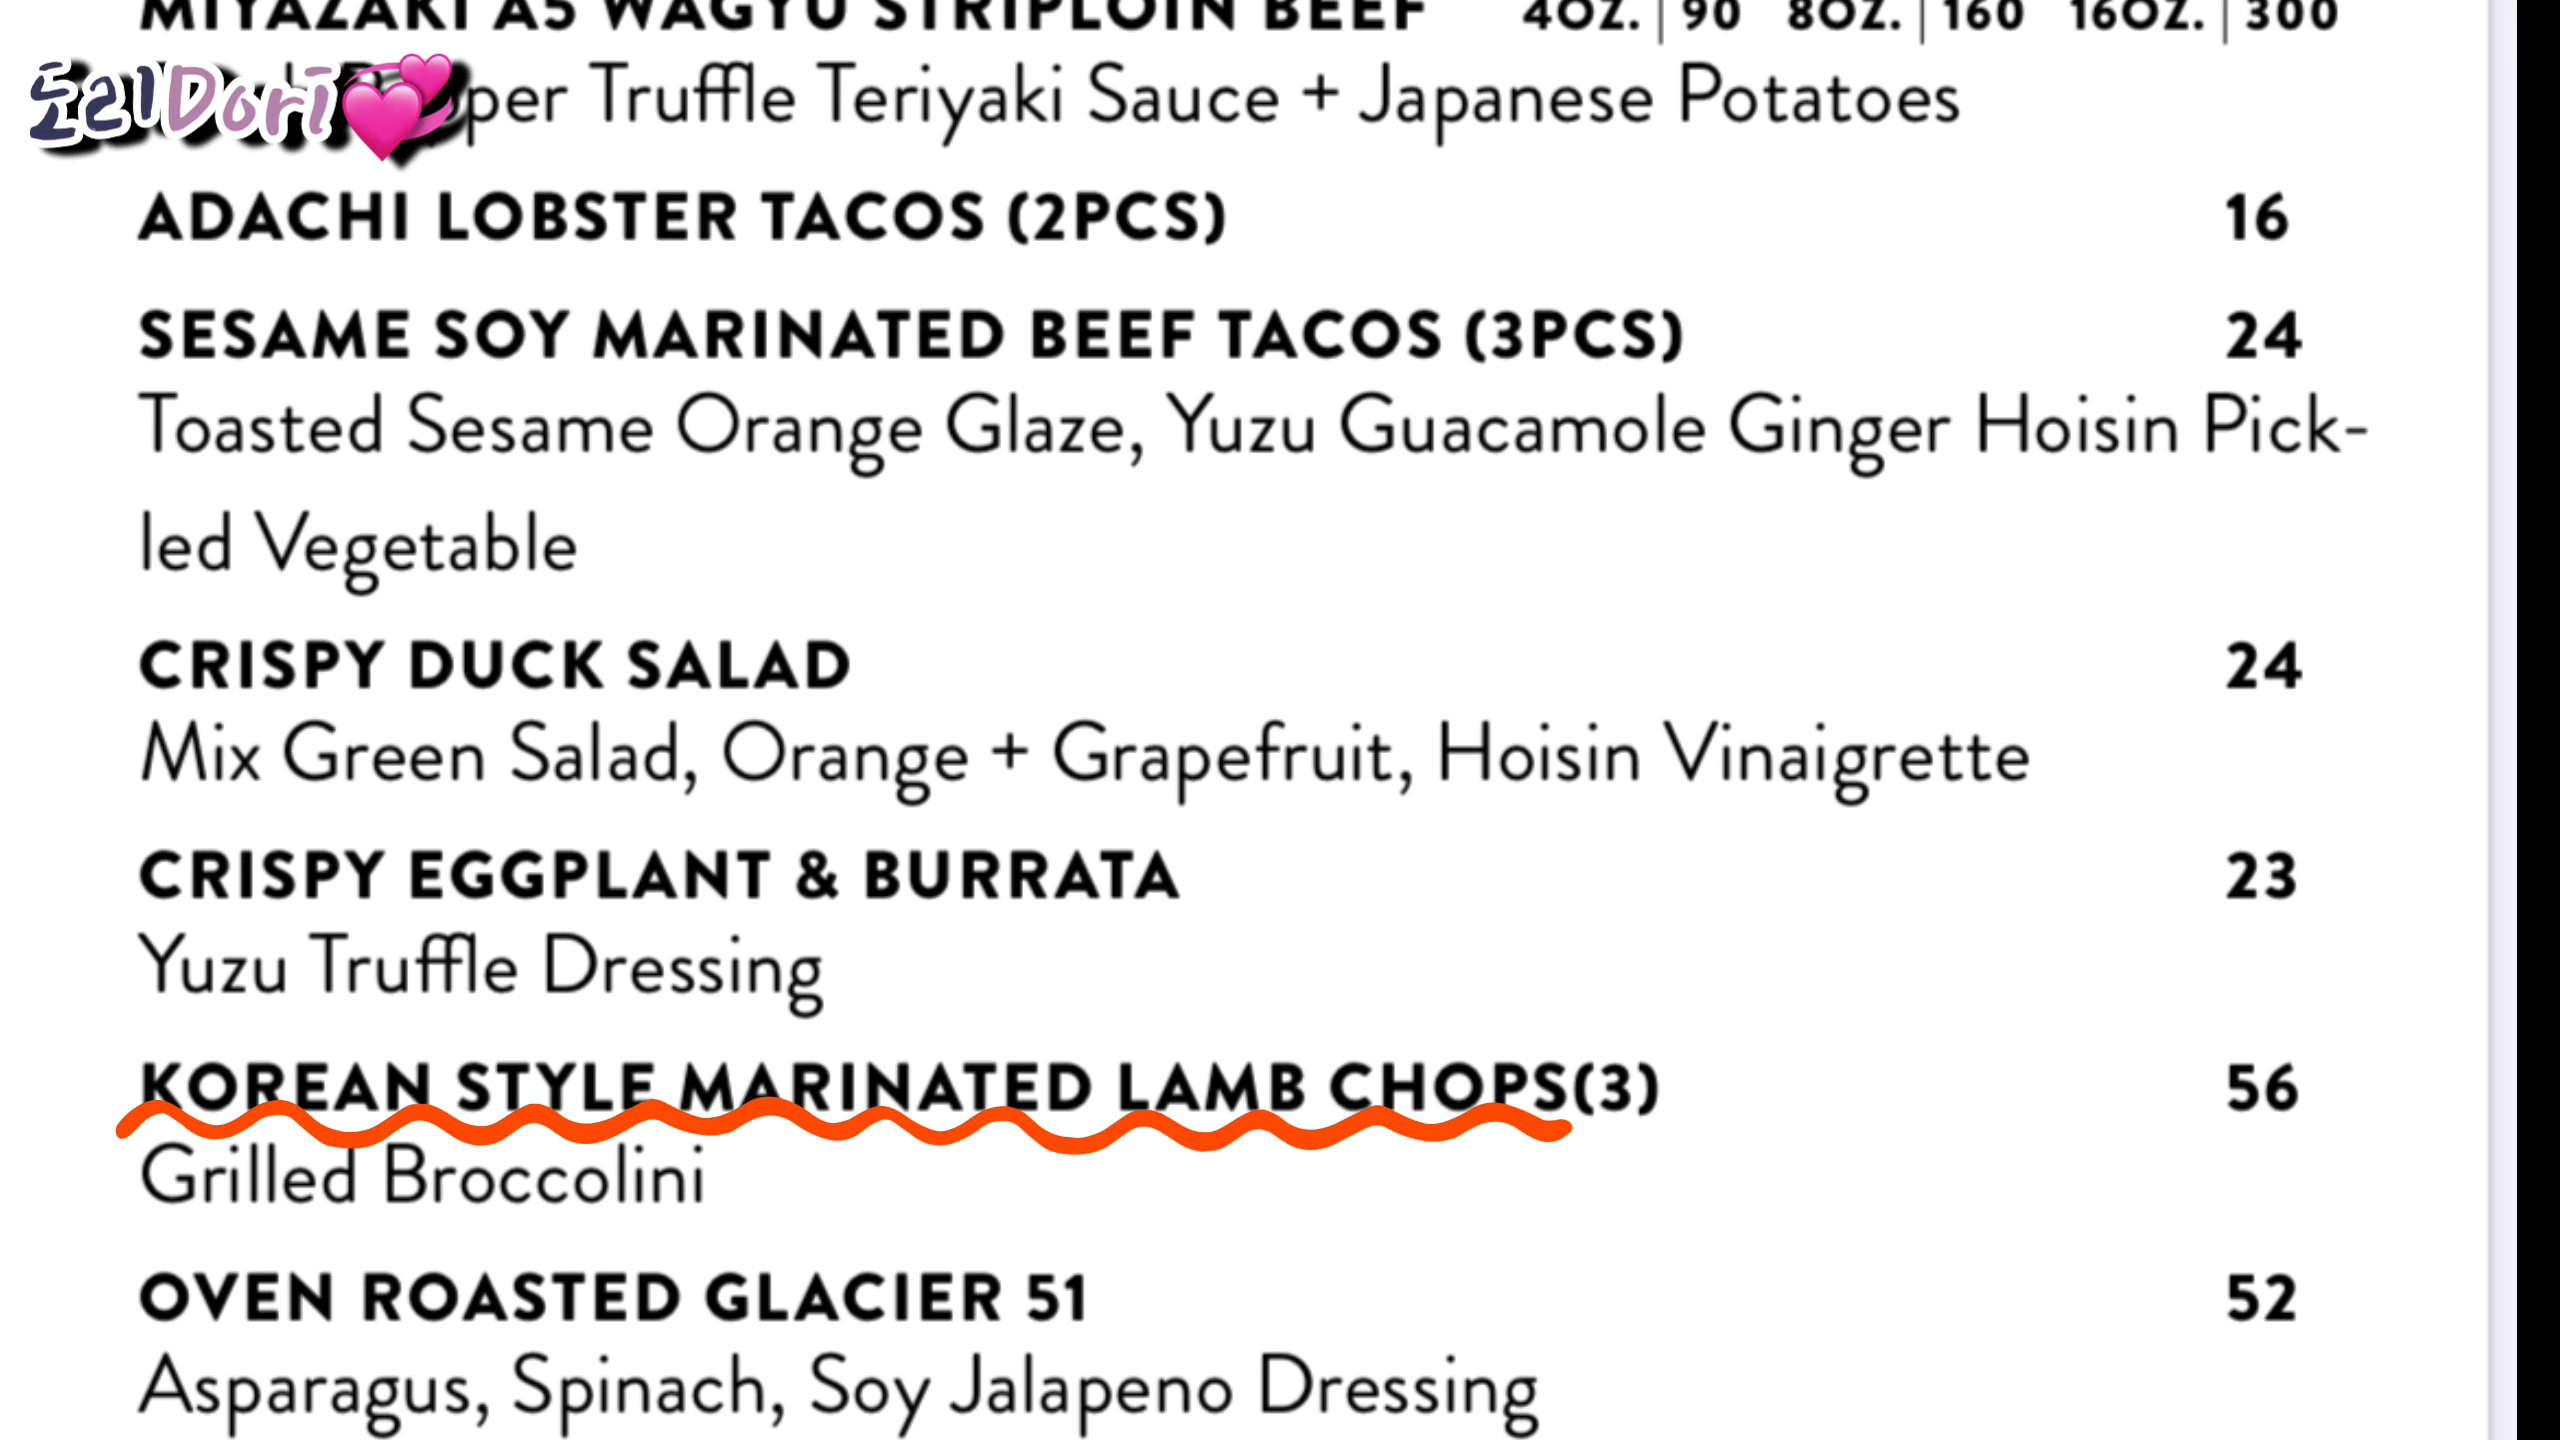 MIYAZAKI A5 WAGYU STRIPLOIN BEEF 4OZ. | 90 8OZ. | 160 16OZ. | 300
도리Dori per Truffle Teriyaki Sauce + Japanese Potatoes
ADACHI LOBSTER TACOS (2PCS) 16
SESAME SOY MARINATED BEEF TACOS (3PCS) 24
Toasted Sesame Orange Glaze, Yuzu Guacamole Ginger Hoisin Pick-
led Vegetable
CRISPY DUCK SALAD 24
Mix Green Salad, Orange + Grapefruit, Hoisin Vinaigrette
CRISPY EGGPLANT & BURRATA 23
Yuzu Truffle Dressing
KOREAN STYLE MARINATED LAMB CHOPS(3) 56
Grilled Broccolini
OVEN ROASTED GLACIER 51 52
Asparagus, Spinach, Soy Jalapeno Dressing